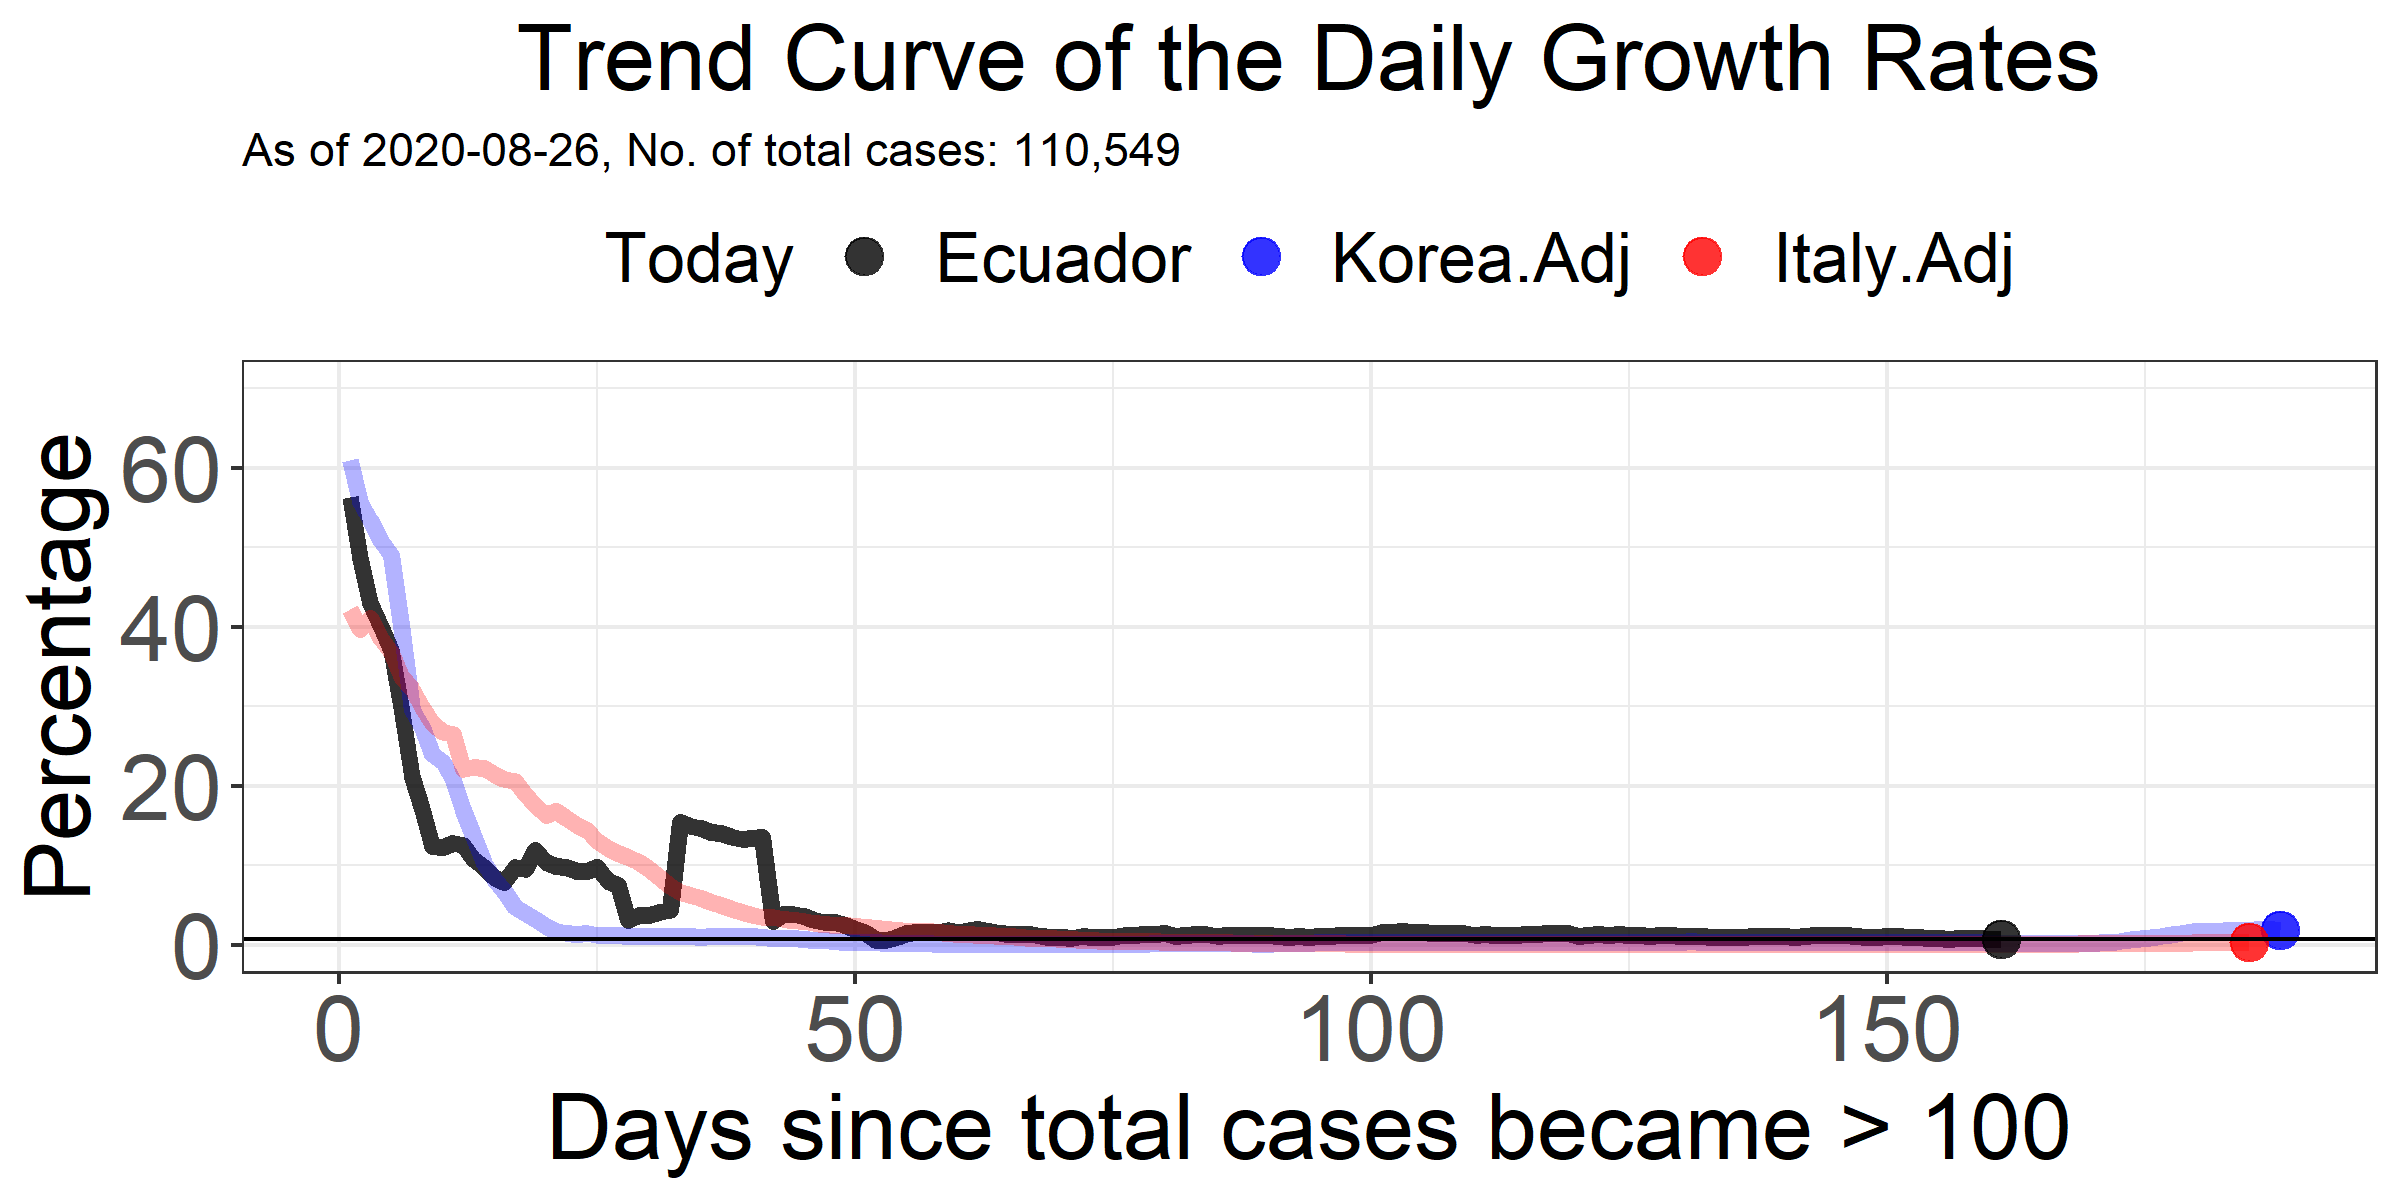 Trend Curve of the Daily Growth Rates
As of 2020-08-26, No. of total cases: 110,549
Today Ecuador Korea.Adj Italy.Adj
Percentage
60
40
20
0
0 50 100 150
Days since total cases became > 100